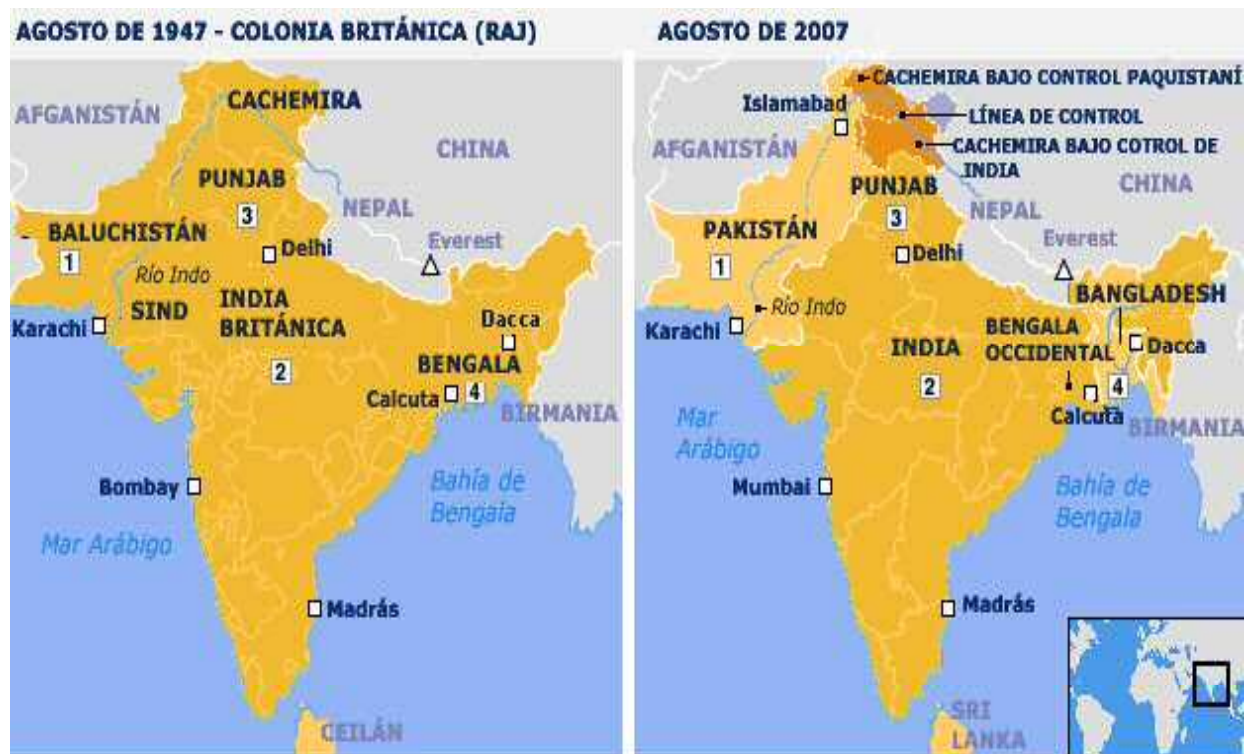 AGOSTO DE 1947 - COLONIA BRITÁNICA (RAJ)
AFGANISTÁN
CACHEMIRA
CHINA
PUNJAB
3
NEPAL
BALUCHISTÁN
1
Delhi
Everest
Río Indo
SIND
INDIA
BRITÁNICA
Karachi
Dacca
2
BENGALA
Calcuta
4
BIRMANIA
Bombay
Bahía de
Bengala
Mar Arábigo
Madrás
CEILÁN
AGOSTO DE 2007
CACHEMIRA BAJO CONTROL PAQUISTANÍ
Islamabad
LÍNEA DE CONTROL
AFGANISTÁN
CACHEMIRA BAJO COTROL DE
INDIA
CHINA
PUNJAB
3
NEPAL
PAKISTÁN
1
Delhi
Everest
Río Indo
BANGLADESH
Karachi
BENGALA
OCCIDENTAL
INDIA
Dacca
2
4
Calcuta
BIRMANIA
Mar
Arábigo
Mumbai
Bahía de
Bengala
Madrás
SRI
LANKA